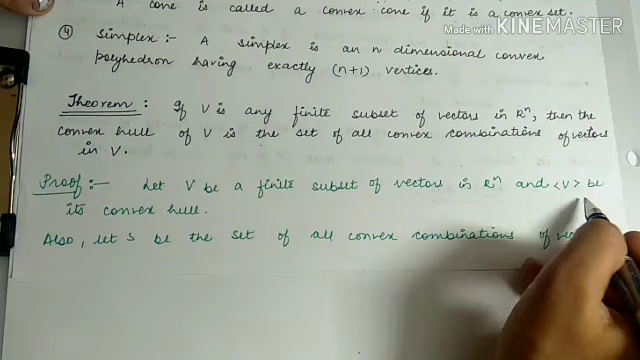 A cone is called a convex cone if it is a convex set.
Made with KINEMASTER
④ Simplex :- A simplex is an n dimensional convex
polyhedron having exactly (n+1) vertices.
Theorem : If V is any finite subset of vectors in Rⁿ, then the
convex hull of V is the set of all convex combinations of vectors
in V.
Proof :- Let V be a finite subset of vectors in Rⁿ and <V> be
its convex hull.
Also, let S be the set of all convex combinations of